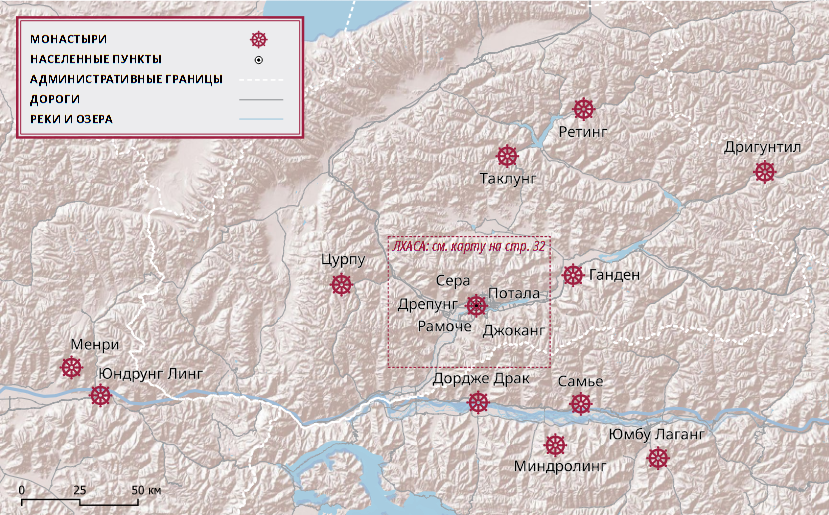 МОНАСТЫРИ
НАСЕЛЕННЫЕ ПУНКТЫ
АДМИНИСТРАТИВНЫЕ ГРАНИЦЫ
ДОРОГИ
РЕКИ И ОЗЕРА
Ретинг
Дригунтил
Таклунг
ЛХАСА: см. карту на стр. 32
Цурпу
Ганден
Сера
Потала
Дрепунг
Рамоче
Джоканг
Менри
Юндрунг Линг
Дордже Драк
Самье
Юмбу Лаганг
Миндролинг
0 25 50 км